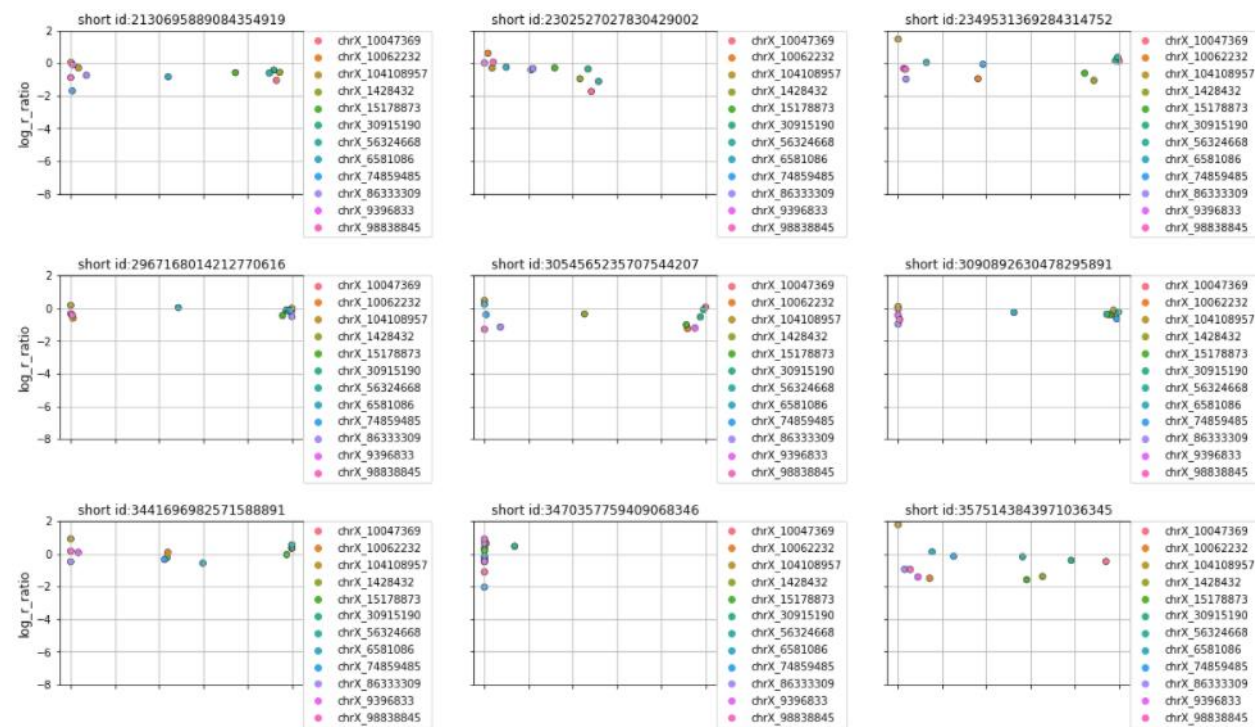 short id:2130695889084354919
log_r_ratio
2
0
−2
−4
−6
−8
chrX_10047369
chrX_10062232
chrX_104108957
chrX_1428432
chrX_15178873
chrX_30915190
chrX_56324668
chrX_6581086
chrX_74859485
chrX_86333309
chrX_9396833
chrX_98838845
short id:2302527027830429002
chrX_10047369
chrX_10062232
chrX_104108957
chrX_1428432
chrX_15178873
chrX_30915190
chrX_56324668
chrX_6581086
chrX_74859485
chrX_86333309
chrX_9396833
chrX_98838845
short id:2349531369284314752
chrX_10047369
chrX_10062232
chrX_104108957
chrX_1428432
chrX_15178873
chrX_30915190
chrX_56324668
chrX_6581086
chrX_74859485
chrX_86333309
chrX_9396833
chrX_98838845
short id:2967168014212770616
log_r_ratio
2
0
−2
−4
−6
−8
chrX_10047369
chrX_10062232
chrX_104108957
chrX_1428432
chrX_15178873
chrX_30915190
chrX_56324668
chrX_6581086
chrX_74859485
chrX_86333309
chrX_9396833
chrX_98838845
short id:3054565235707544207
chrX_10047369
chrX_10062232
chrX_104108957
chrX_1428432
chrX_15178873
chrX_30915190
chrX_56324668
chrX_6581086
chrX_74859485
chrX_86333309
chrX_9396833
chrX_98838845
short id:3090892630478295891
chrX_10047369
chrX_10062232
chrX_104108957
chrX_1428432
chrX_15178873
chrX_30915190
chrX_56324668
chrX_6581086
chrX_74859485
chrX_86333309
chrX_9396833
chrX_98838845
short id:3441696982571588891
log_r_ratio
2
0
−2
−4
−6
−8
chrX_10047369
chrX_10062232
chrX_104108957
chrX_1428432
chrX_15178873
chrX_30915190
chrX_56324668
chrX_6581086
chrX_74859485
chrX_86333309
chrX_9396833
chrX_98838845
short id:3470357759409068346
chrX_10047369
chrX_10062232
chrX_104108957
chrX_1428432
chrX_15178873
chrX_30915190
chrX_56324668
chrX_6581086
chrX_74859485
chrX_86333309
chrX_9396833
chrX_98838845
short id:3575143843971036345
chrX_10047369
chrX_10062232
chrX_104108957
chrX_1428432
chrX_15178873
chrX_30915190
chrX_56324668
chrX_6581086
chrX_74859485
chrX_86333309
chrX_9396833
chrX_98838845